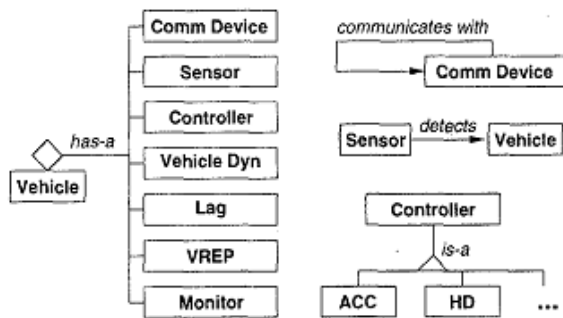 Comm Device
Sensor
Controller
has-a
Vehicle Dyn
Vehicle
Lag
VREP
Monitor
communicates with
Comm Device
Sensor
detects
Vehicle
Controller
is-a
ACC
HD
...